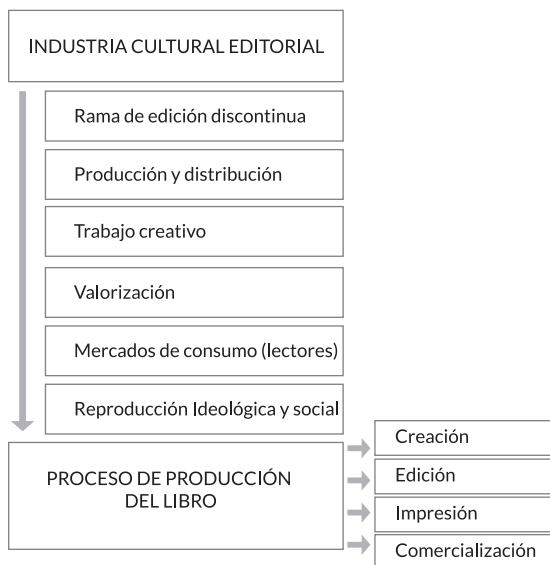 INDUSTRIA CULTURAL EDITORIAL
Rama de edición discontinua
Producción y distribución
Trabajo creativo
Valorización
Mercados de consumo (lectores)
Reproducción Ideológica y social
PROCESO DE PRODUCCIÓN
DEL LIBRO
Creación
Edición
Impresión
Comercialización